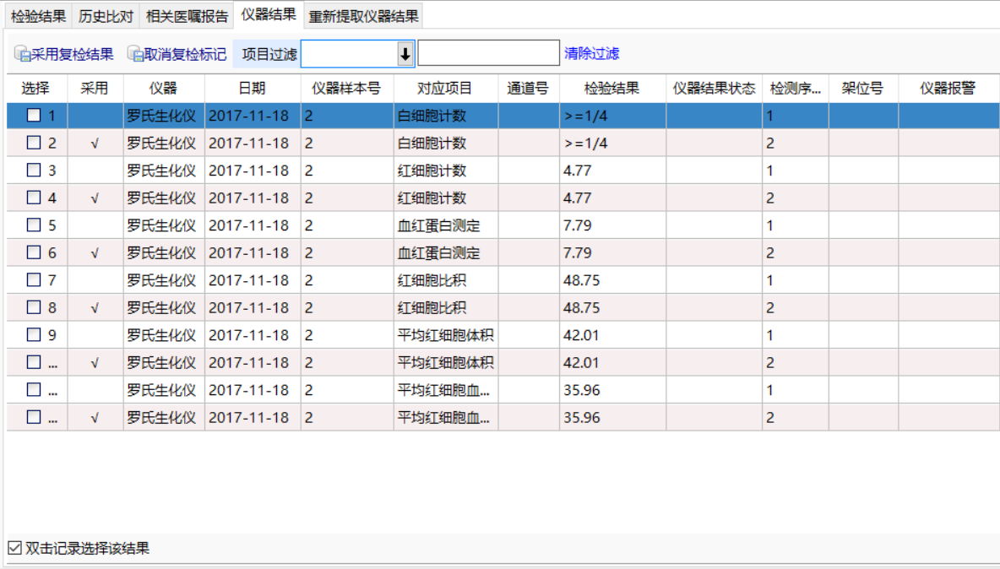 检验结果 历史比对 相关医嘱报告 仪器结果 重新提取仪器结果
采用复检结果 取消复检标记 项目过滤 清除过滤
选择 采用 仪器 日期 仪器样本号 对应项目 通道号 检验结果 仪器结果状态 检测序... 架位号 仪器报警
1 罗氏生化仪 2017-11-18 2 白细胞计数 >=1/4 1
2 √ 罗氏生化仪 2017-11-18 2 白细胞计数 >=1/4 2
3 罗氏生化仪 2017-11-18 2 红细胞计数 4.77 1
4 √ 罗氏生化仪 2017-11-18 2 红细胞计数 4.77 2
5 罗氏生化仪 2017-11-18 2 血红蛋白测定 7.79 1
6 √ 罗氏生化仪 2017-11-18 2 血红蛋白测定 7.79 2
7 罗氏生化仪 2017-11-18 2 红细胞比积 48.75 1
8 √ 罗氏生化仪 2017-11-18 2 红细胞比积 48.75 2
9 罗氏生化仪 2017-11-18 2 平均红细胞体积 42.01 1
... √ 罗氏生化仪 2017-11-18 2 平均红细胞体积 42.01 2
... 罗氏生化仪 2017-11-18 2 平均红细胞血... 35.96 1
... √ 罗氏生化仪 2017-11-18 2 平均红细胞血... 35.96 2
双击记录选择该结果